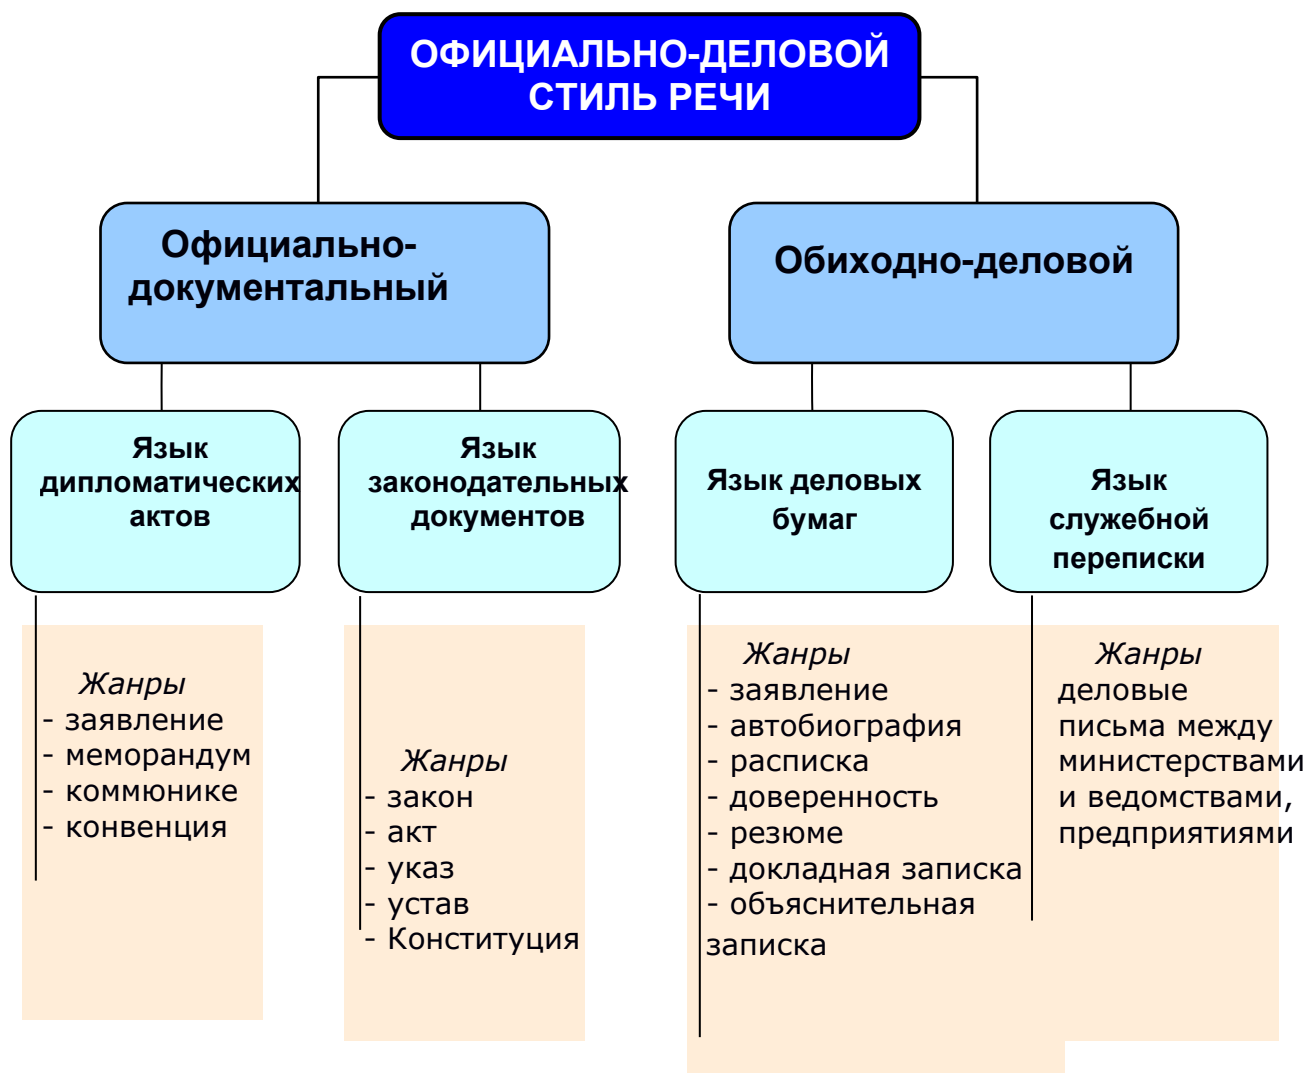 ОФИЦИАЛЬНО-ДЕЛОВОЙ
СТИЛЬ РЕЧИ
Официально-
документальный
Обиходно-деловой
Язык
дипломатических
актов
Язык
законодательных
документов
Язык деловых
бумаг
Язык
служебной
переписки
Жанры
- заявление
- меморандум
- коммюнике
- конвенция
Жанры
- закон
- акт
- указ
- устав
- Конституция
Жанры
- заявление
- автобиография
- расписка
- доверенность
- резюме
- докладная записка
- объяснительная
записка
Жанры
деловые
письма между
министерствами
и ведомствами,
предприятиями